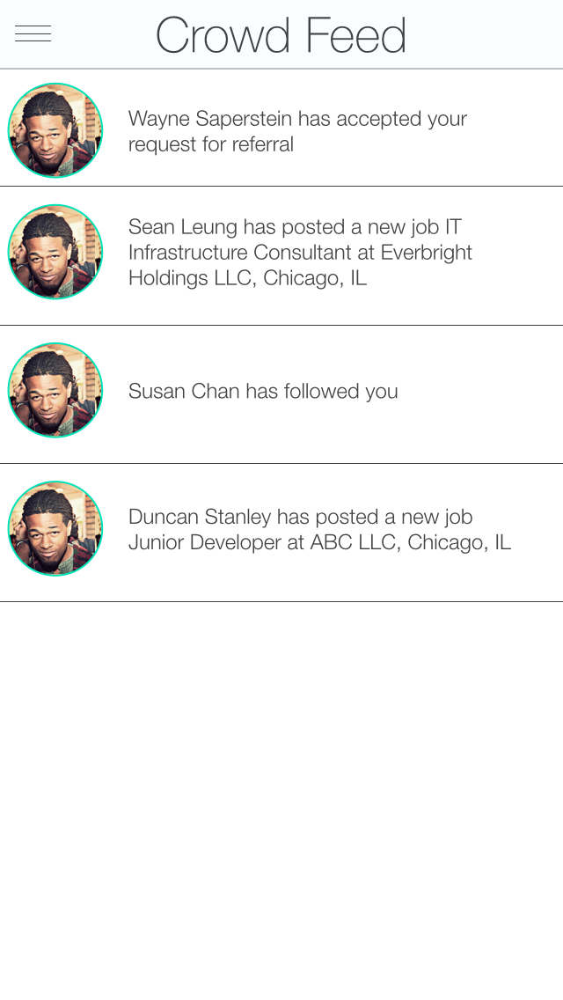 Crowd Feed
Wayne Saperstein has accepted your
request for referral
Sean Leung has posted a new job IT
Infrastructure Consultant at Everbright
Holdings LLC, Chicago, IL
Susan Chan has followed you
Duncan Stanley has posted a new job
Junior Developer at ABC LLC, Chicago, IL